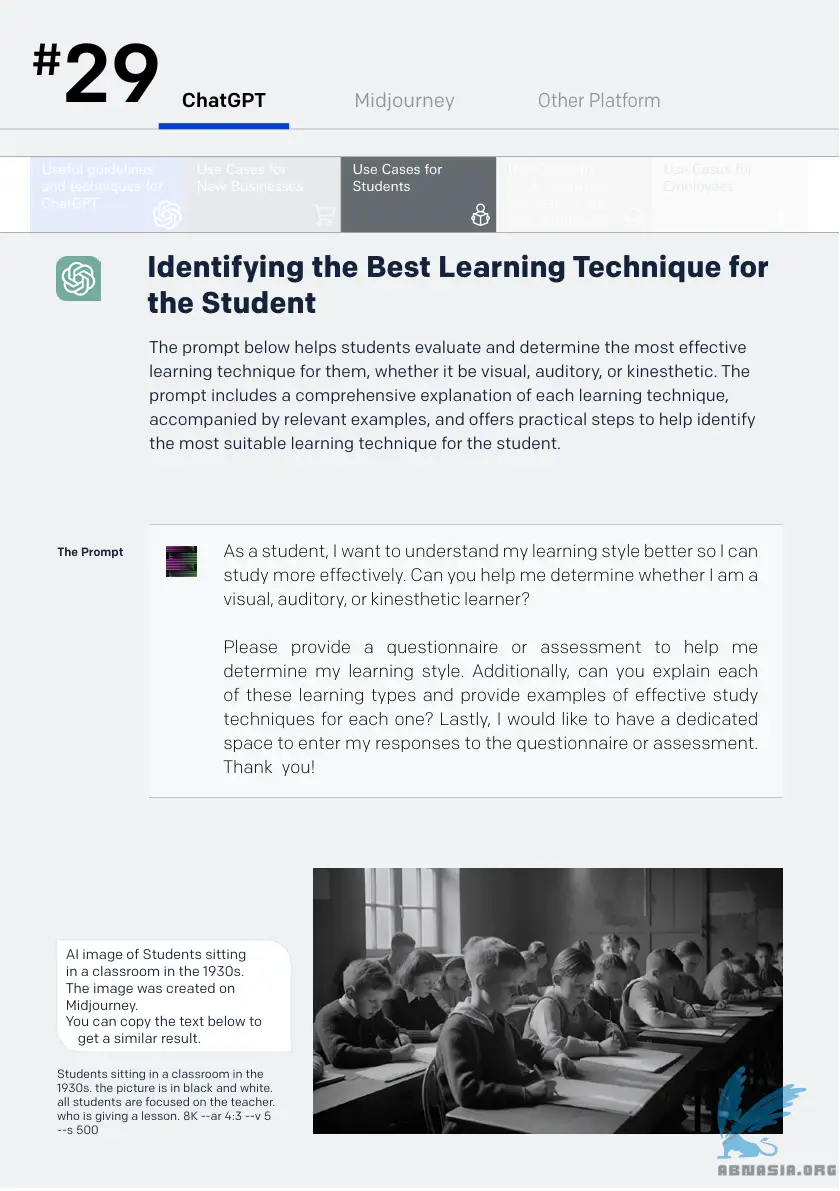 #29
ChatGPT
Midjourney
Other Platform
Useful guidelines
and techniques for
ChatGPT
Use Cases for
New Businesses
Use Cases for
Students
Use Cases for
Employees
Identifying the Best Learning Technique for
the Student
The prompt below helps students evaluate and determine the most effective
learning technique for them, whether it be visual, auditory, or kinesthetic. The
prompt includes a comprehensive explanation of each learning technique,
accompanied by relevant examples, and offers practical steps to help identify
the most suitable learning technique for the student.
The Prompt
As a student, I want to understand my learning style better so I can
study more effectively. Can you help me determine whether I am a
visual, auditory, or kinesthetic learner?
Please provide a questionnaire or assessment to help me
determine my learning style. Additionally, can you explain each
of these learning types and provide examples of effective study
techniques for each one? Lastly, I would like to have a dedicated
space to enter my responses to the questionnaire or assessment.
Thank you!
AI image of Students sitting
in a classroom in the 1930s.
The image was created on
Midjourney.
You can copy the text below to
get a similar result.
Students sitting in a classroom in the
1930s. the picture is in black and white.
all students are focused on the teacher.
who is giving a lesson. 8K --ar 4:3 --v 5
--s 500
ABNASIA.ORG